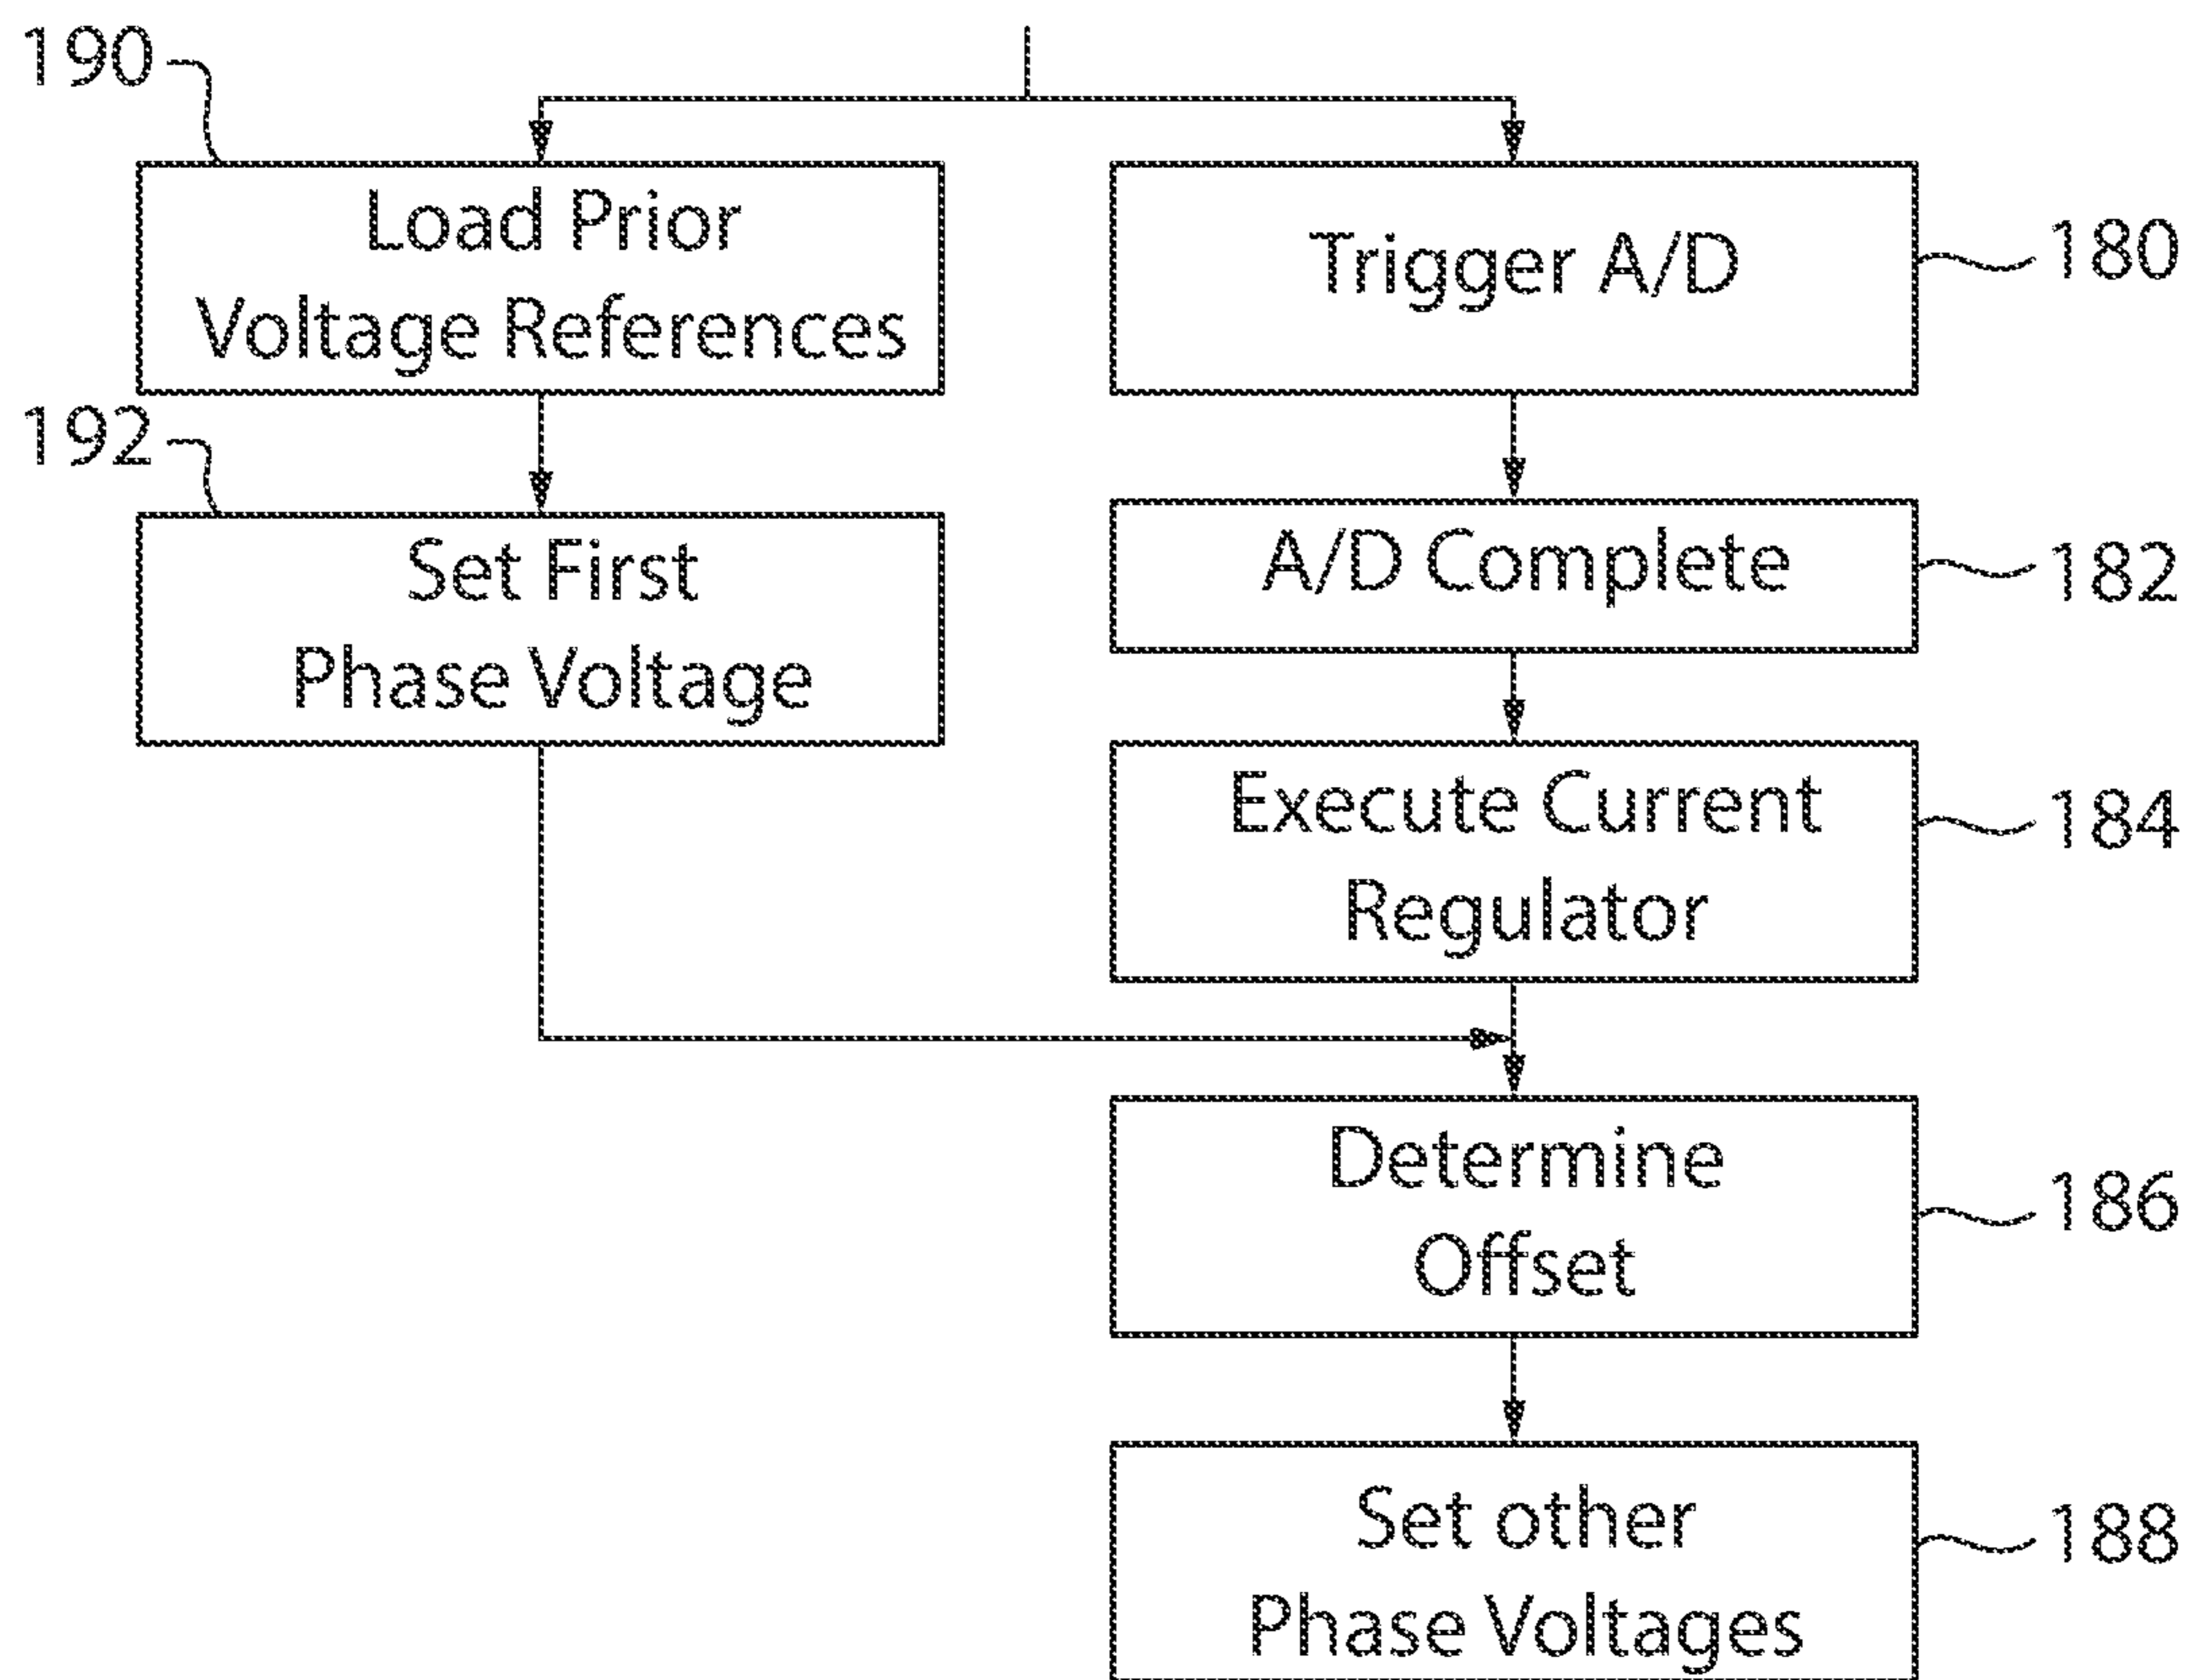 190
Load Prior
Voltage References
Trigger A/D
180
192
Set First
Phase Voltage
A/D Complete
182
Execute Current
Regulator
184
Determine
Offset
186
Set other
Phase Voltages
188